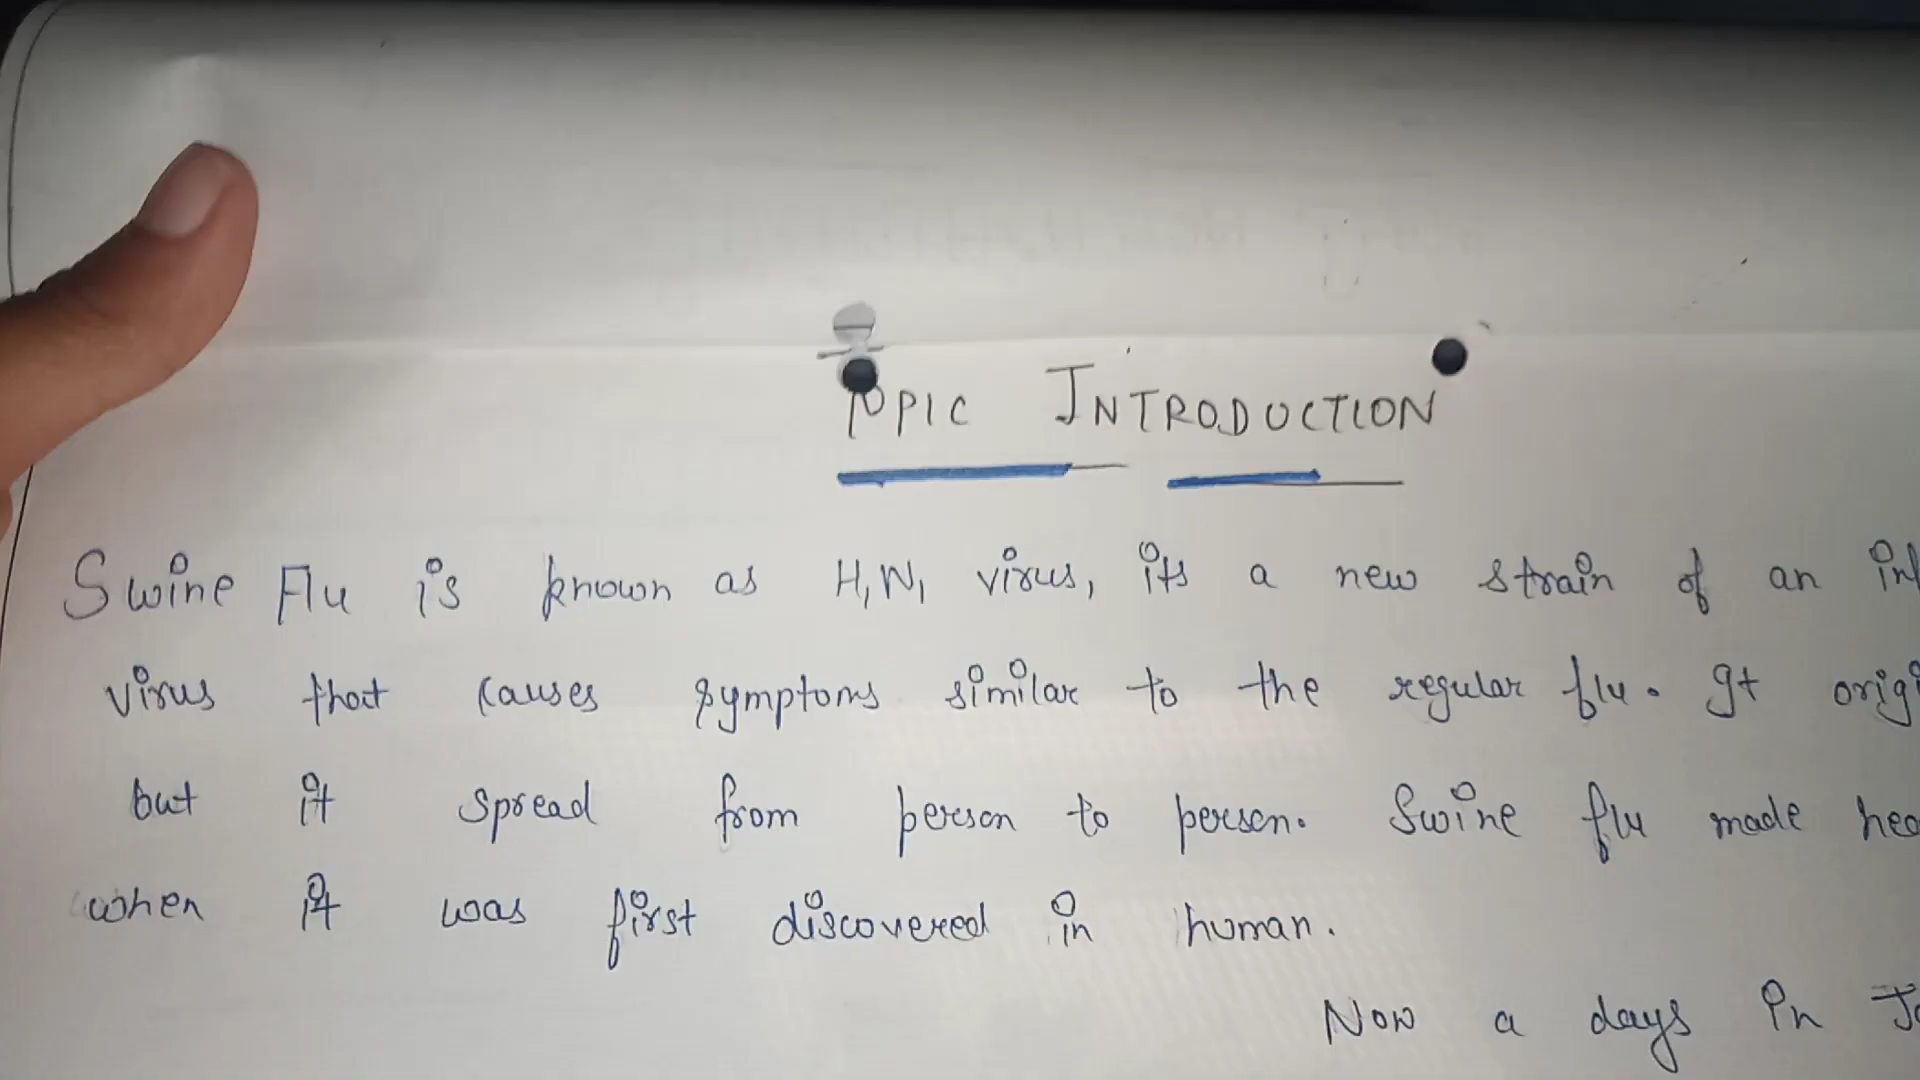 TOPIC INTRODUCTION
Swine Flu is known as H1N1 virus, its a new strain of an
virus that causes symptoms similar to the regular flu. It
but it spread from person to person. Swine flu made
when it was first discovered in human.
Now a days in